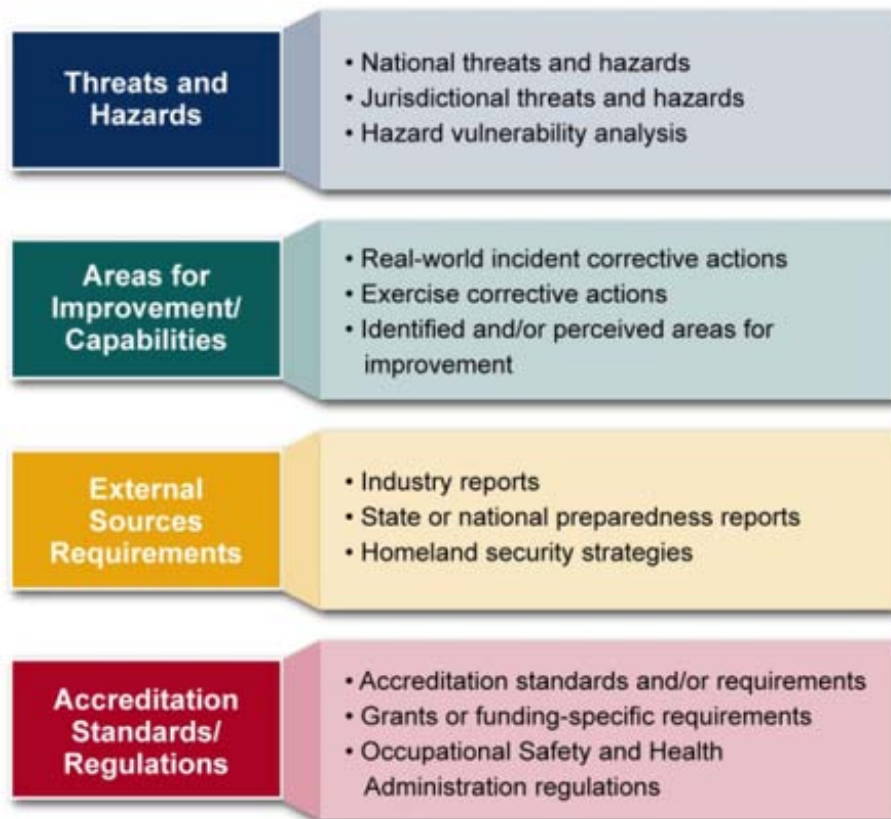 Threats and
Hazards
• National threats and hazards
• Jurisdictional threats and hazards
• Hazard vulnerability analysis
Areas for
Improvement/
Capabilities
• Real-world incident corrective actions
• Exercise corrective actions
• Identified and/or perceived areas for
improvement
External
Sources
Requirements
• Industry reports
• State or national preparedness reports
• Homeland security strategies
Accreditation
Standards/
Regulations
• Accreditation standards and/or requirements
• Grants or funding-specific requirements
• Occupational Safety and Health
Administration regulations